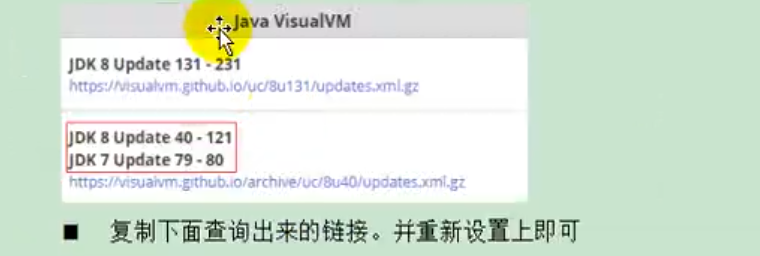 Java VisualVM
JDK 8 Update 131 - 231
https://visualvm.github.io/uc/8u131/updates.xml.gz
JDK 8 Update 40 - 121
JDK 7 Update 79 - 80
https://visualvm.github.io/archive/uc/8u40/updates.xml.gz
■ 复制下面查询出来的链接。并重新设置上即可